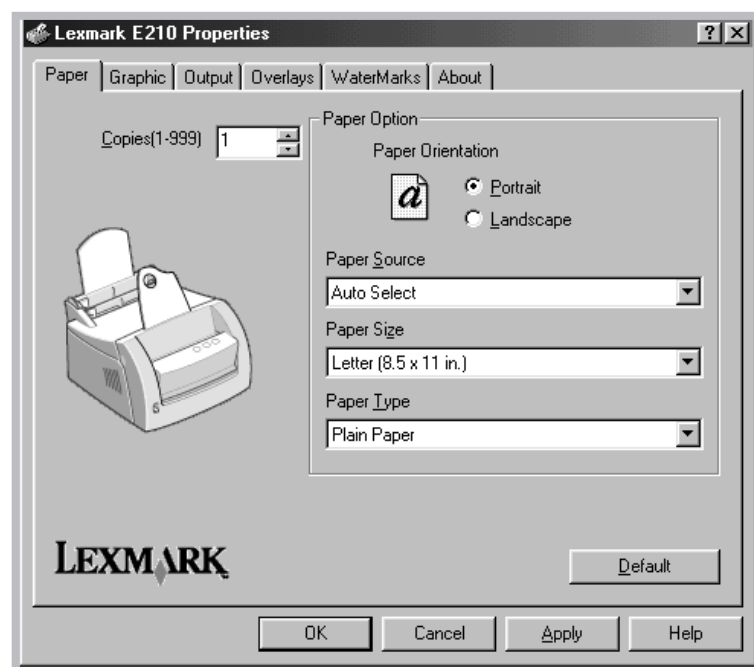 Lexmark E210 Properties
Paper Graphic Output Overlays WaterMarks About
Copies(1-999) 1
Paper Option
Paper Orientation
a
Portrait
Landscape
Paper Source
Auto Select
Paper Size
Letter (8.5 x 11 in.)
Paper Type
Plain Paper
LEXMARK
Default
OK Cancel Apply Help